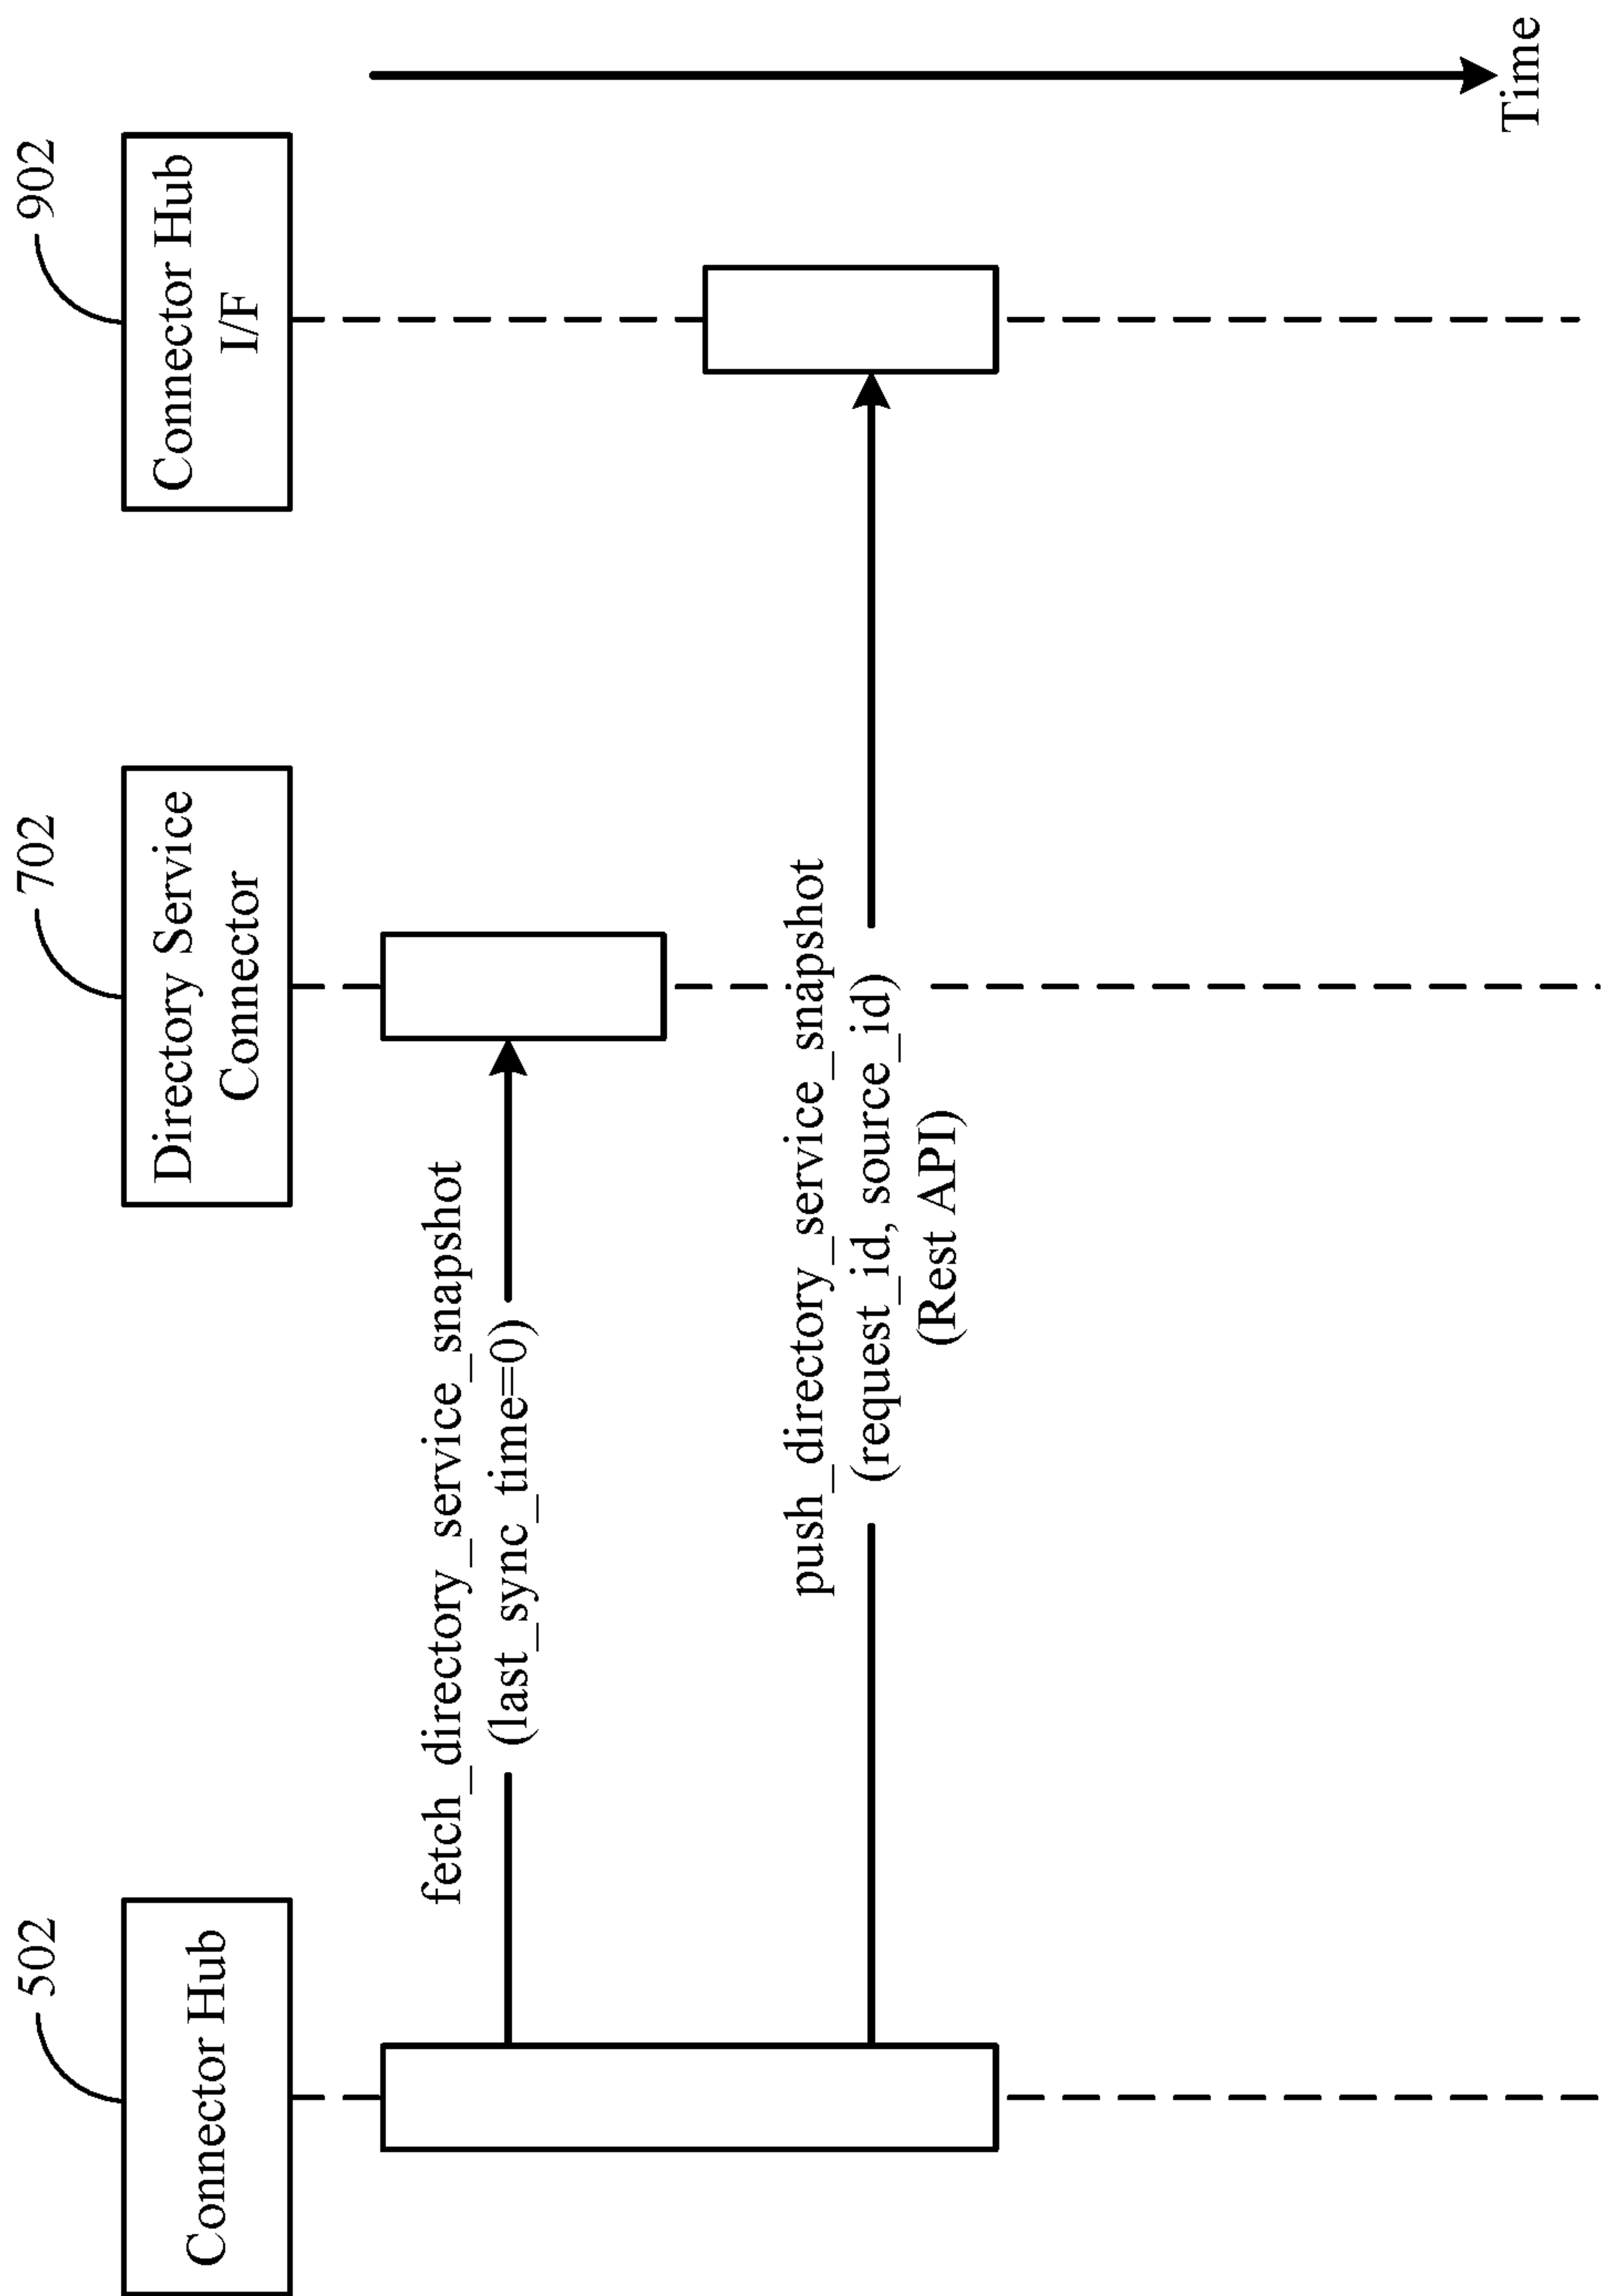 502
702
902
Connector Hub
Directory Service
Connector
Connector Hub
I/F
fetch_directory_service_snapshot
(last_sync_time=0)
push_directory_service_snapshot
(request_id, source_id)
(Rest API)
Time